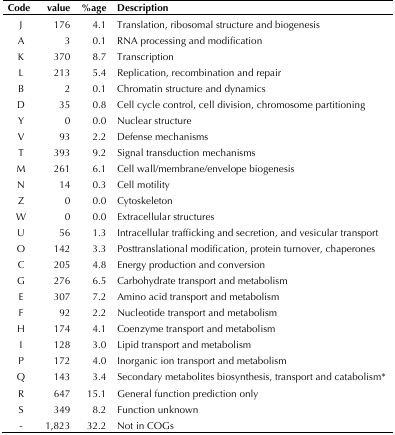 Code value %age Description
J 176 4.1 Translation, ribosomal structure and biogenesis
A 3 0.1 RNA processing and modification
K 370 8.7 Transcription
L 213 5.4 Replication, recombination and repair
B 2 0.1 Chromatin structure and dynamics
D 35 0.8 Cell cycle control, cell division, chromosome partitioning
Y 0 0.0 Nuclear structure
V 93 2.2 Defense mechanisms
T 393 9.2 Signal transduction mechanisms
M 261 6.1 Cell wall/membrane/envelope biogenesis
N 14 0.3 Cell motility
Z 0 0.0 Cytoskeleton
W 0 0.0 Extracellular structures
U 56 1.3 Intracellular trafficking and secretion, and vesicular transport
O 142 3.3 Posttranslational modification, protein turnover, chaperones
C 205 4.8 Energy production and conversion
G 276 6.5 Carbohydrate transport and metabolism
E 307 7.2 Amino acid transport and metabolism
F 92 2.2 Nucleotide transport and metabolism
H 174 4.1 Coenzyme transport and metabolism
I 128 3.0 Lipid transport and metabolism
P 172 4.0 Inorganic ion transport and metabolism
Q 143 3.4 Secondary metabolites biosynthesis, transport and catabolism*
R 647 15.1 General function prediction only
S 349 8.2 Function unknown
- 1,823 32.2 Not in COGs